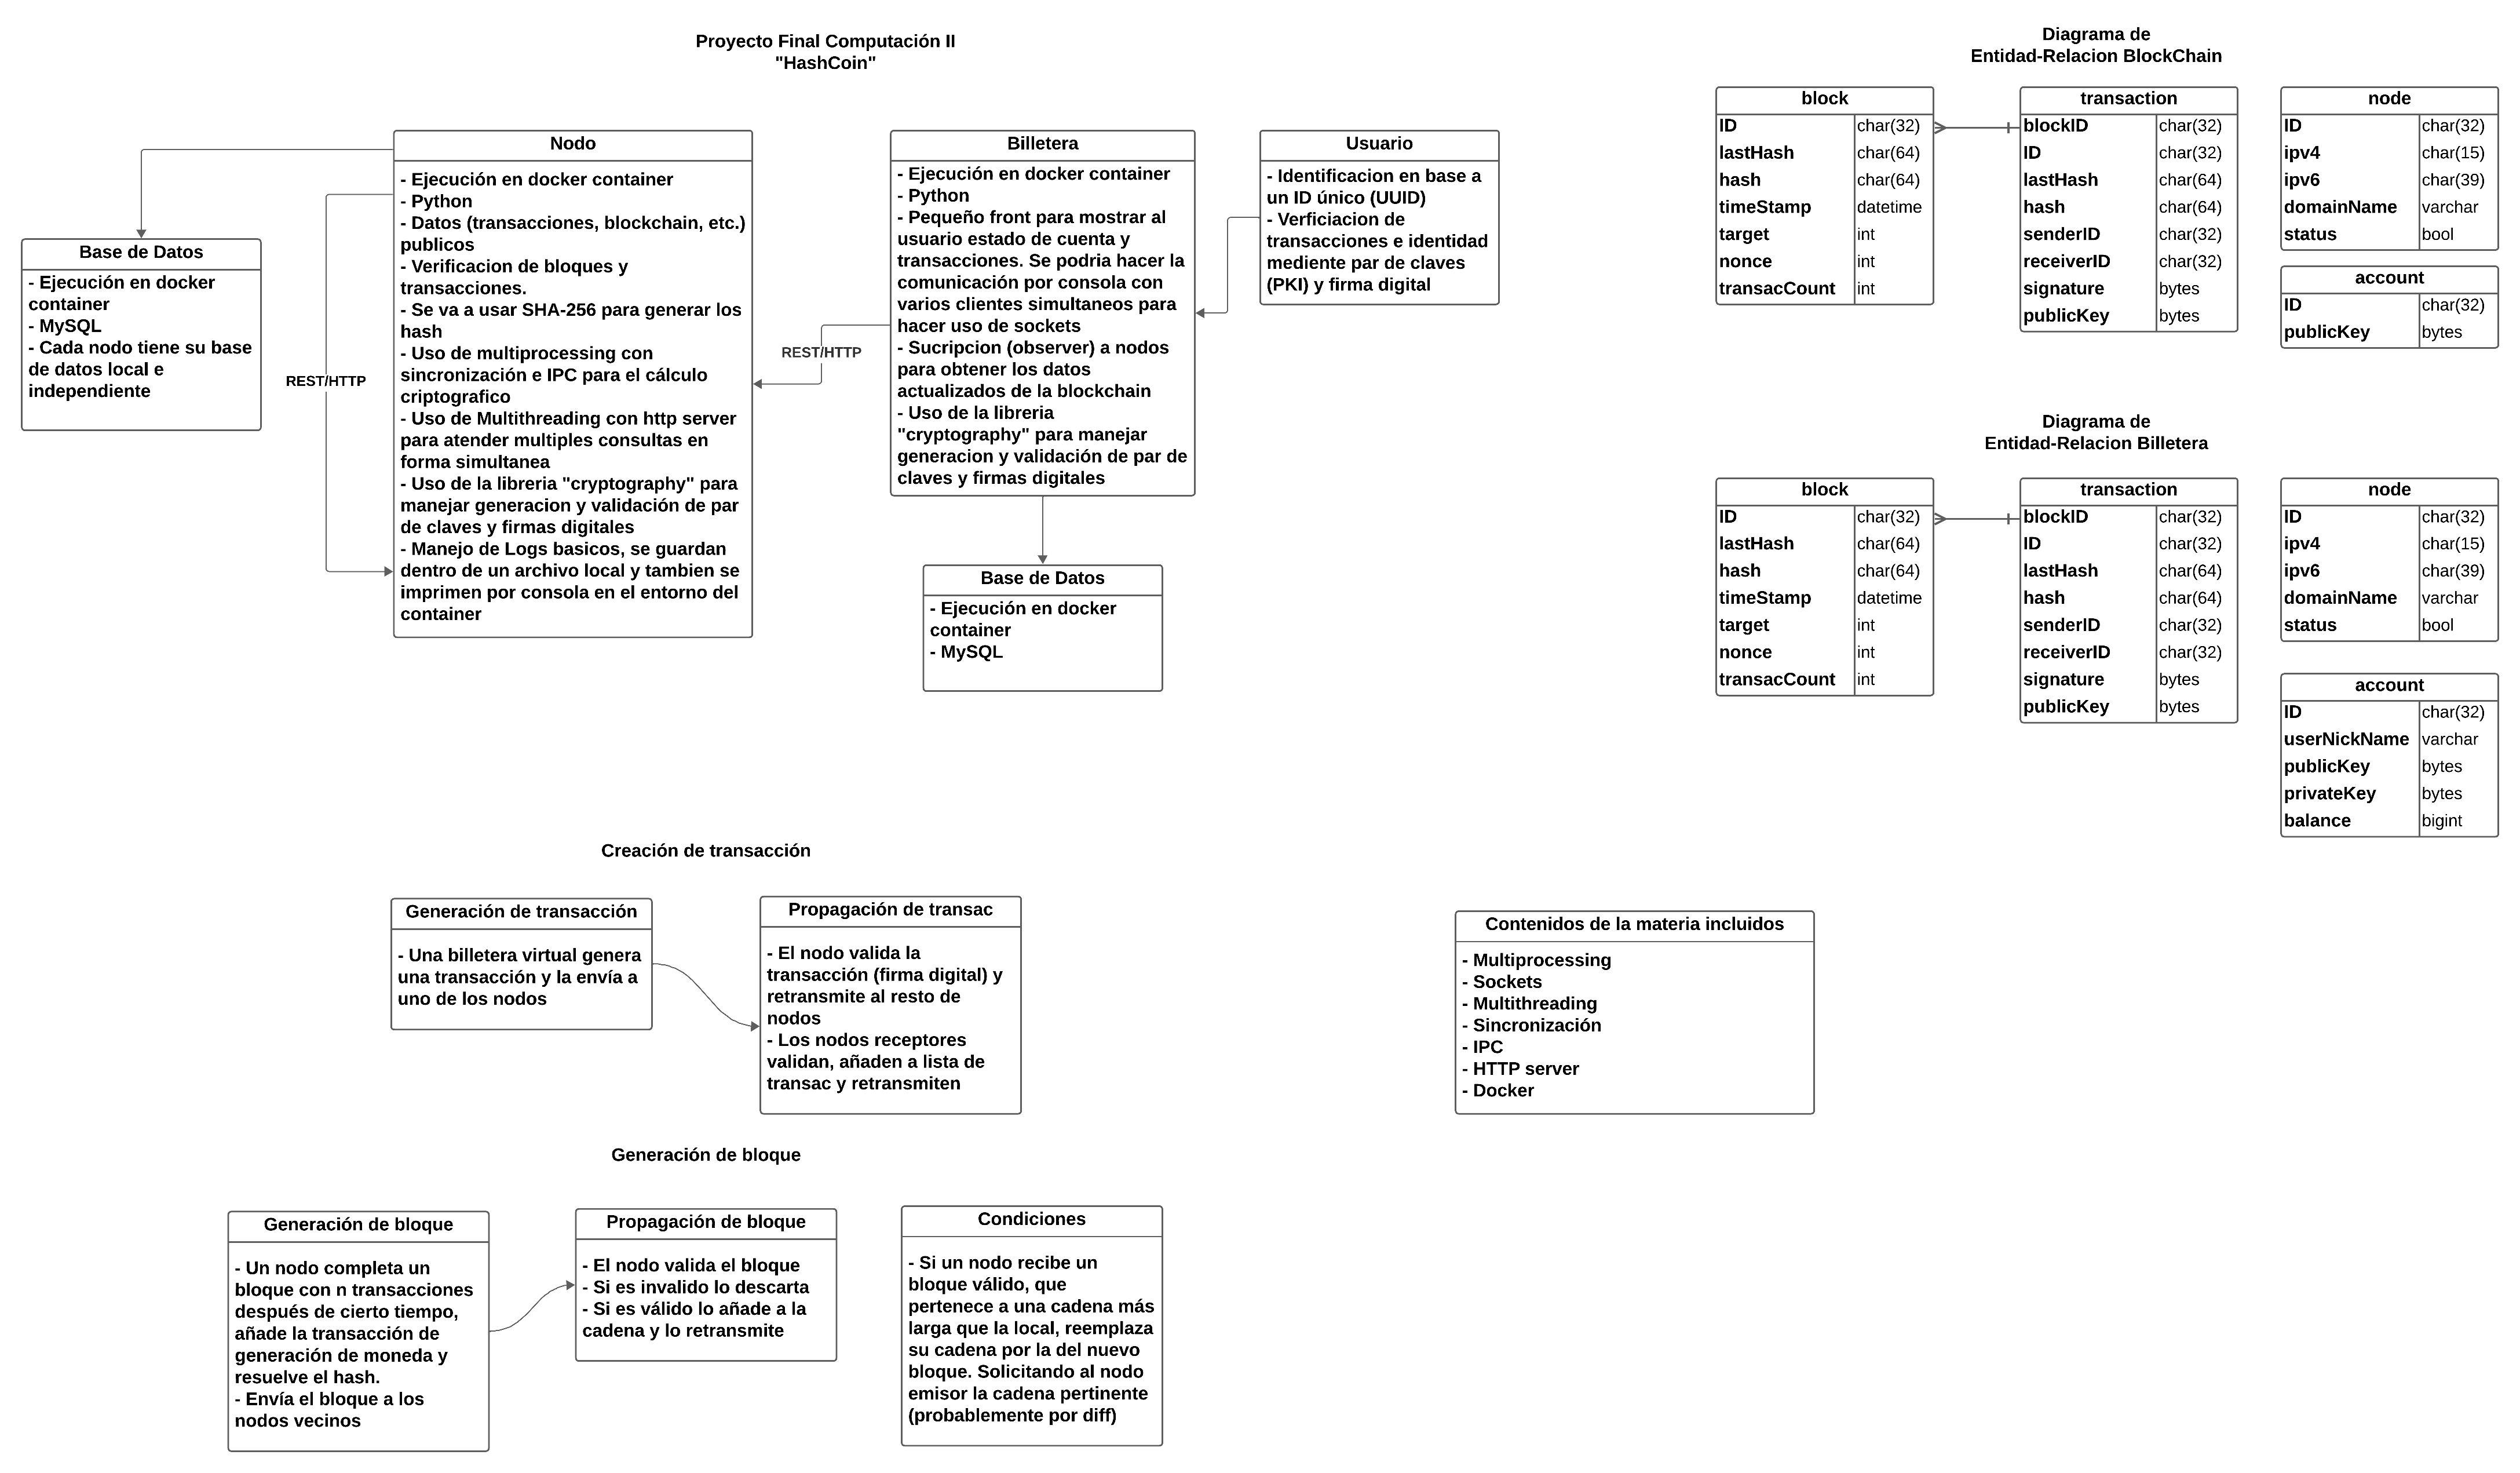 Proyecto Final Computación II
"HashCoin"
Nodo
- Ejecución en docker container
- Python
- Datos (transacciones, blockchain, etc.)
publicos
- Verificacion de bloques y
transacciones.
- Se va a usar SHA-256 para generar los
hash
- Uso de multiprocessing con
sincronización e IPC para el cálculo
criptografico
- Uso de Multithreading con http server
para atender multiples consultas en
forma simultanea
- Uso de la libreria "cryptography" para
manejar generacion y validación de par
de claves y firmas digitales
- Manejo de Logs basicos, se guardan
dentro de un archivo local y tambien se
imprimen por consola en el entorno del
container
Base de Datos
- Ejecución en docker
container
- MySQL
- Cada nodo tiene su base
de datos local e
independiente
REST/HTTP
REST/HTTP
Billetera
- Ejecución en docker container
- Python
- Pequeño front para mostrar al
usuario estado de cuenta y
transacciones. Se podria hacer la
comunicación por consola con
varios clientes simultaneos para
hacer uso de sockets
- Sucripcion (observer) a nodos
para obtener los datos
actualizados de la blockchain
- Uso de la libreria
"cryptography" para manejar
generacion y validación de par de
claves y firmas digitales
Usuario
- Identificacion en base a
un ID único (UUID)
- Verficiacion de
transacciones e identidad
mediente par de claves
(PKI) y firma digital
Base de Datos
- Ejecución en docker
container
- MySQL
Diagrama de
Entidad-Relacion BlockChain
block
ID char(32)
lastHash char(64)
hash char(64)
timeStamp datetime
target int
nonce int
transacCount int
transaction
blockID char(32)
ID char(32)
lastHash char(64)
hash char(64)
senderID char(32)
receiverID char(32)
signature bytes
publicKey bytes
node
ID char(32)
ipv4 char(15)
ipv6 char(39)
domainName varchar
status bool
account
ID char(32)
publicKey bytes
Diagrama de
Entidad-Relacion Billetera
block
ID char(32)
lastHash char(64)
hash char(64)
timeStamp datetime
target int
nonce int
transacCount int
transaction
blockID char(32)
ID char(32)
lastHash char(64)
hash char(64)
senderID char(32)
receiverID char(32)
signature bytes
publicKey bytes
node
ID char(32)
ipv4 char(15)
ipv6 char(39)
domainName varchar
status bool
account
ID char(32)
userNickName varchar
publicKey bytes
privateKey bytes
balance bigint
Creación de transacción
Generación de transacción
- Una billetera virtual genera
una transacción y la envía a
uno de los nodos
Propagación de transac
- El nodo valida la
transacción (firma digital) y
retransmite al resto de
nodos
- Los nodos receptores
validan, añaden a lista de
transac y retransmiten
Contenidos de la materia incluidos
- Multiprocessing
- Sockets
- Multithreading
- Sincronización
- IPC
- HTTP server
- Docker
Generación de bloque
Generación de bloque
- Un nodo completa un
bloque con n transacciones
después de cierto tiempo,
añade la transacción de
generación de moneda y
resuelve el hash.
- Envía el bloque a los
nodos vecinos
Propagación de bloque
- El nodo valida el bloque
- Si es invalido lo descarta
- Si es válido lo añade a la
cadena y lo retransmite
Condiciones
- Si un nodo recibe un
bloque válido, que
pertenece a una cadena más
larga que la local, reemplaza
su cadena por la del nuevo
bloque. Solicitando al nodo
emisor la cadena pertinente
(probablemente por diff)